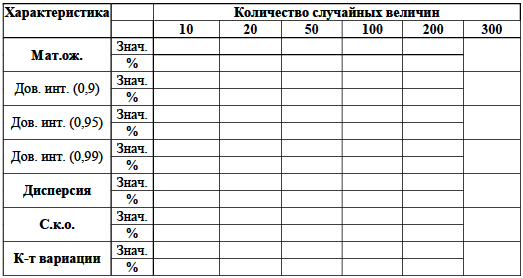 Характеристика Количество случайных величин
10 20 50 100 200 300
Мат.ож. Знач.
%
Дов. инт. (0,9) Знач.
%
Дов. инт. (0,95) Знач.
%
Дов. инт. (0,99) Знач.
%
Дисперсия Знач.
%
С.к.о. Знач.
%
К-т вариации Знач.
%